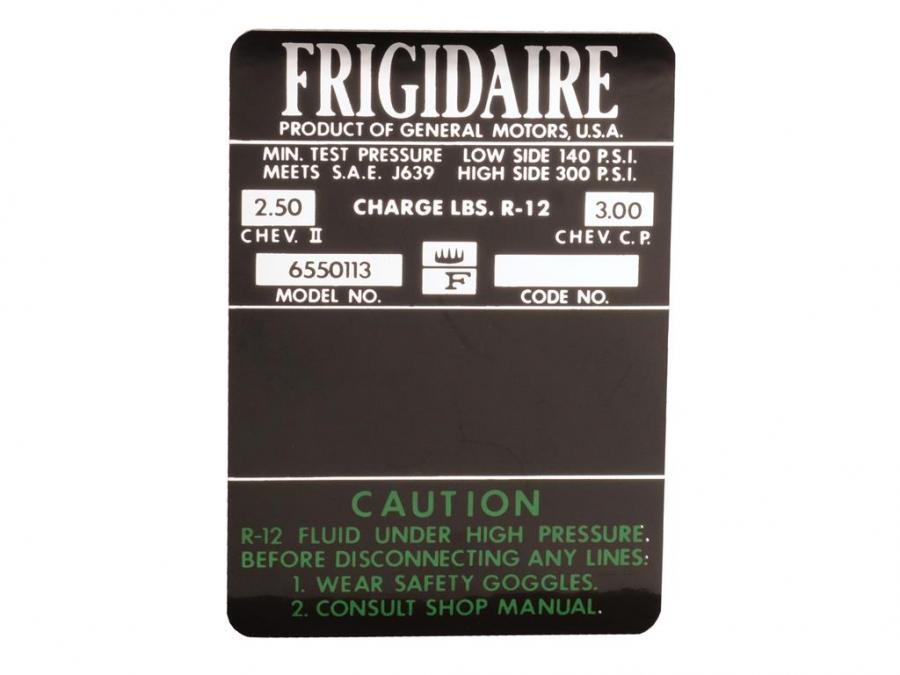 FRIGIDAIRE
PRODUCT OF GENERAL MOTORS, U.S.A.
MIN. TEST PRESSURE LOW SIDE 140 P.S.I.
MEETS S.A.E. J639 HIGH SIDE 300 P.S.I.
2.50 CHARGE LBS. R-12 3.00
CHEV. II CHEV. C.P.
6550113
F
MODEL NO. CODE NO.
CAUTION
R-12 FLUID UNDER HIGH PRESSURE.
BEFORE DISCONNECTING ANY LINES:
1. WEAR SAFETY GOGGLES.
2. CONSULT SHOP MANUAL.